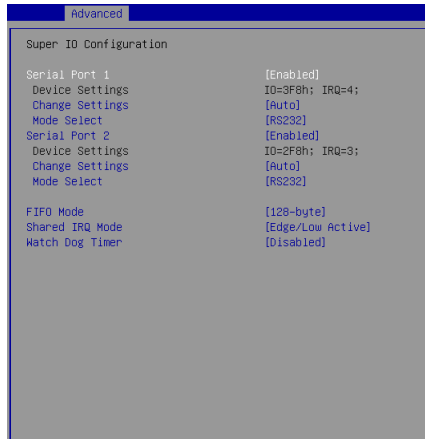 Advanced
Super IO Configuration
Serial Port 1 [Enabled]
Device Settings IO=3F8h; IRQ=4;
Change Settings [Auto]
Mode Select [RS232]
Serial Port 2 [Enabled]
Device Settings IO=2F8h; IRQ=3;
Change Settings [Auto]
Mode Select [RS232]
FIFO Mode [128-byte]
Shared IRQ Mode [Edge/Low Active]
Watch Dog Timer [Disabled]